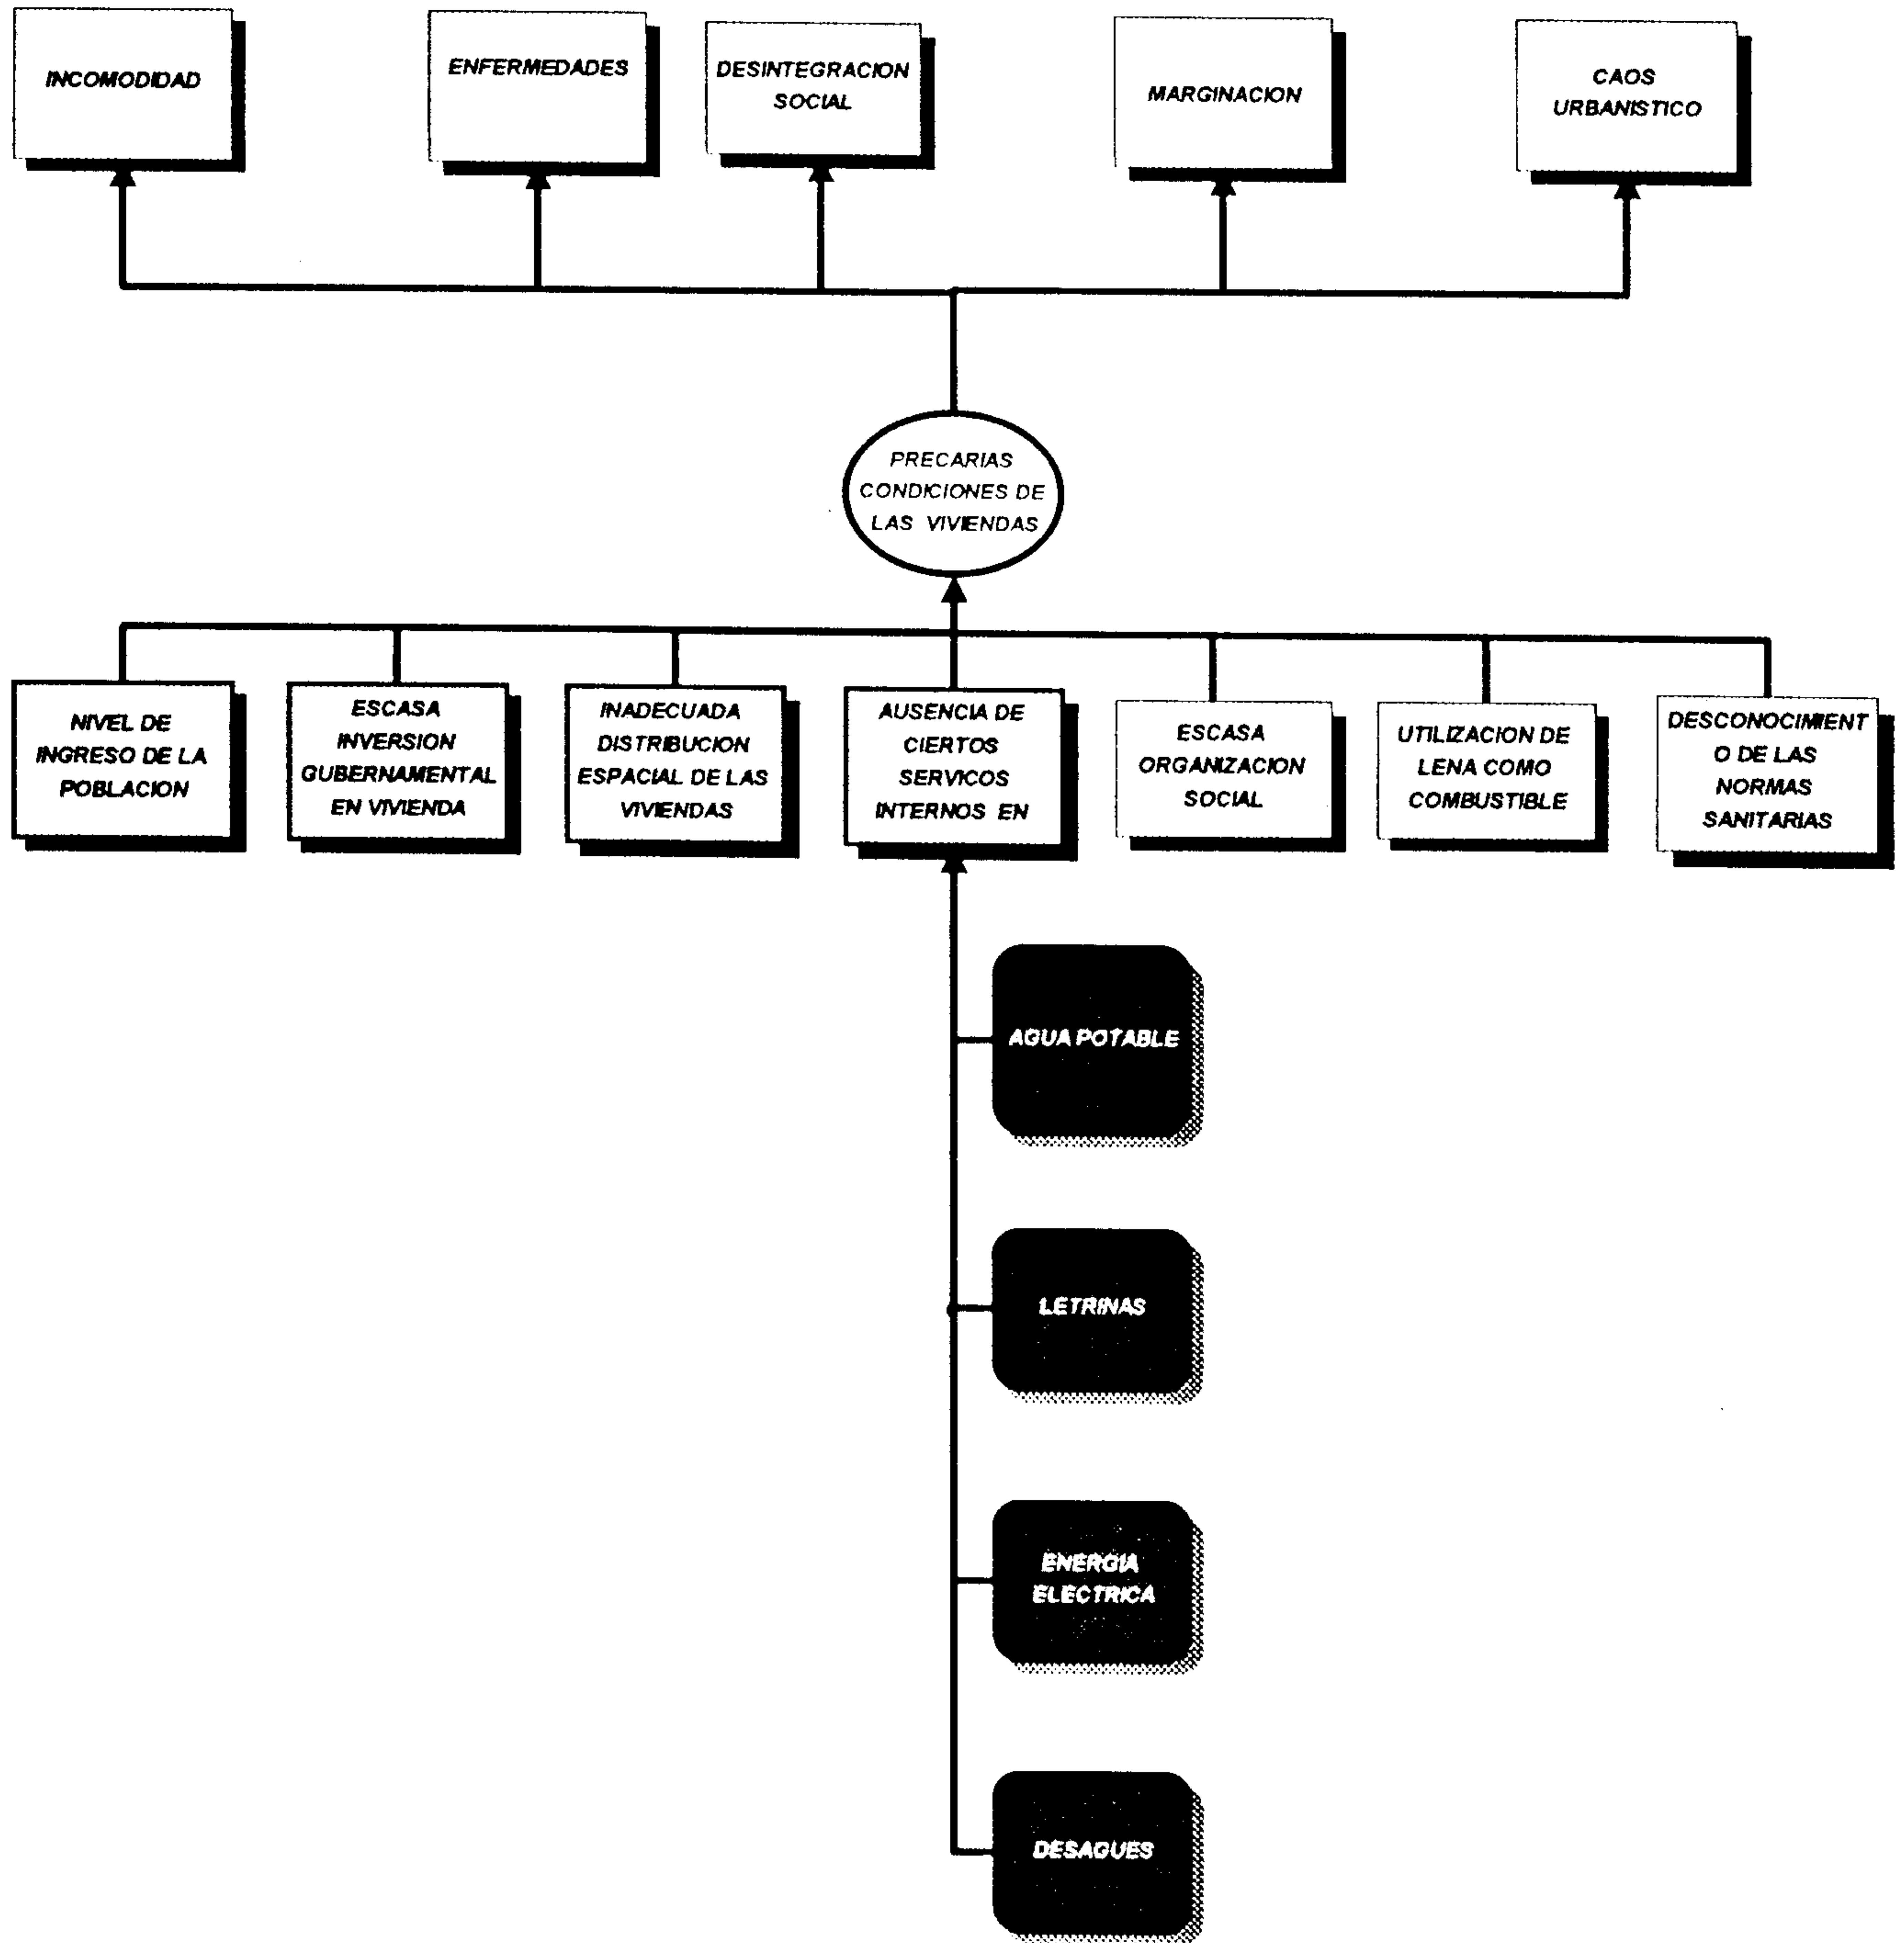 INCOMODIDAD
ENFERMEDADES
DESINTEGRACION
SOCIAL
MARGINACION
CAOS
URBANISTICO
PRECARIAS
CONDICIONES DE
LAS VIVIENDAS
NIVEL DE
INGRESO DE LA
POBLACION
ESCASA
INVERSION
GUBERNAMENTAL
EN VIVIENDA
INADECUADA
DISTRIBUCION
ESPACIAL DE LAS
VIVIENDAS
AUSENCIA DE
CIERTOS
SERVICOS
INTERNOS EN
ESCASA
ORGANIZACION
SOCIAL
UTILIZACION DE
LENA COMO
COMBUSTIBLE
DESCONOCIMIENT
O DE LAS
NORMAS
SANITARIAS
AGUA POTABLE
LETRINAS
ENERGIA
ELECTRICA
DESAGUES